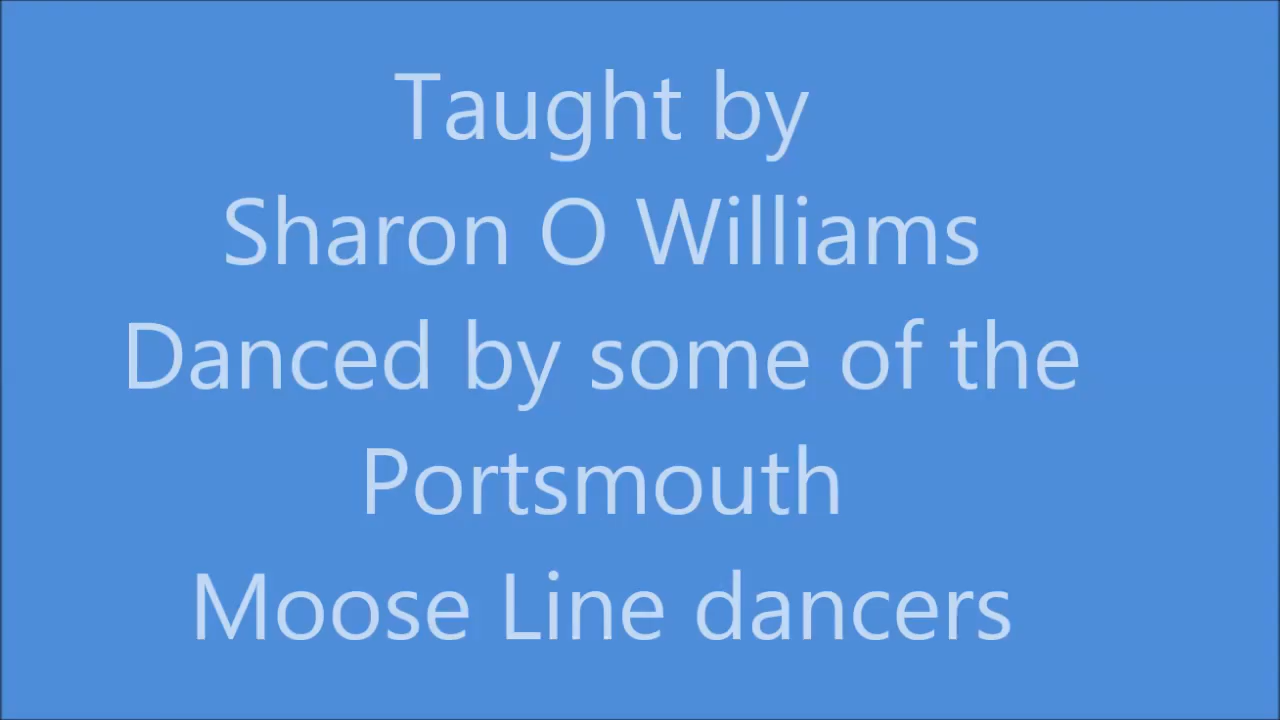 Taught by
Sharon O Williams
Danced by some of the
Portsmouth
Moose Line dancers